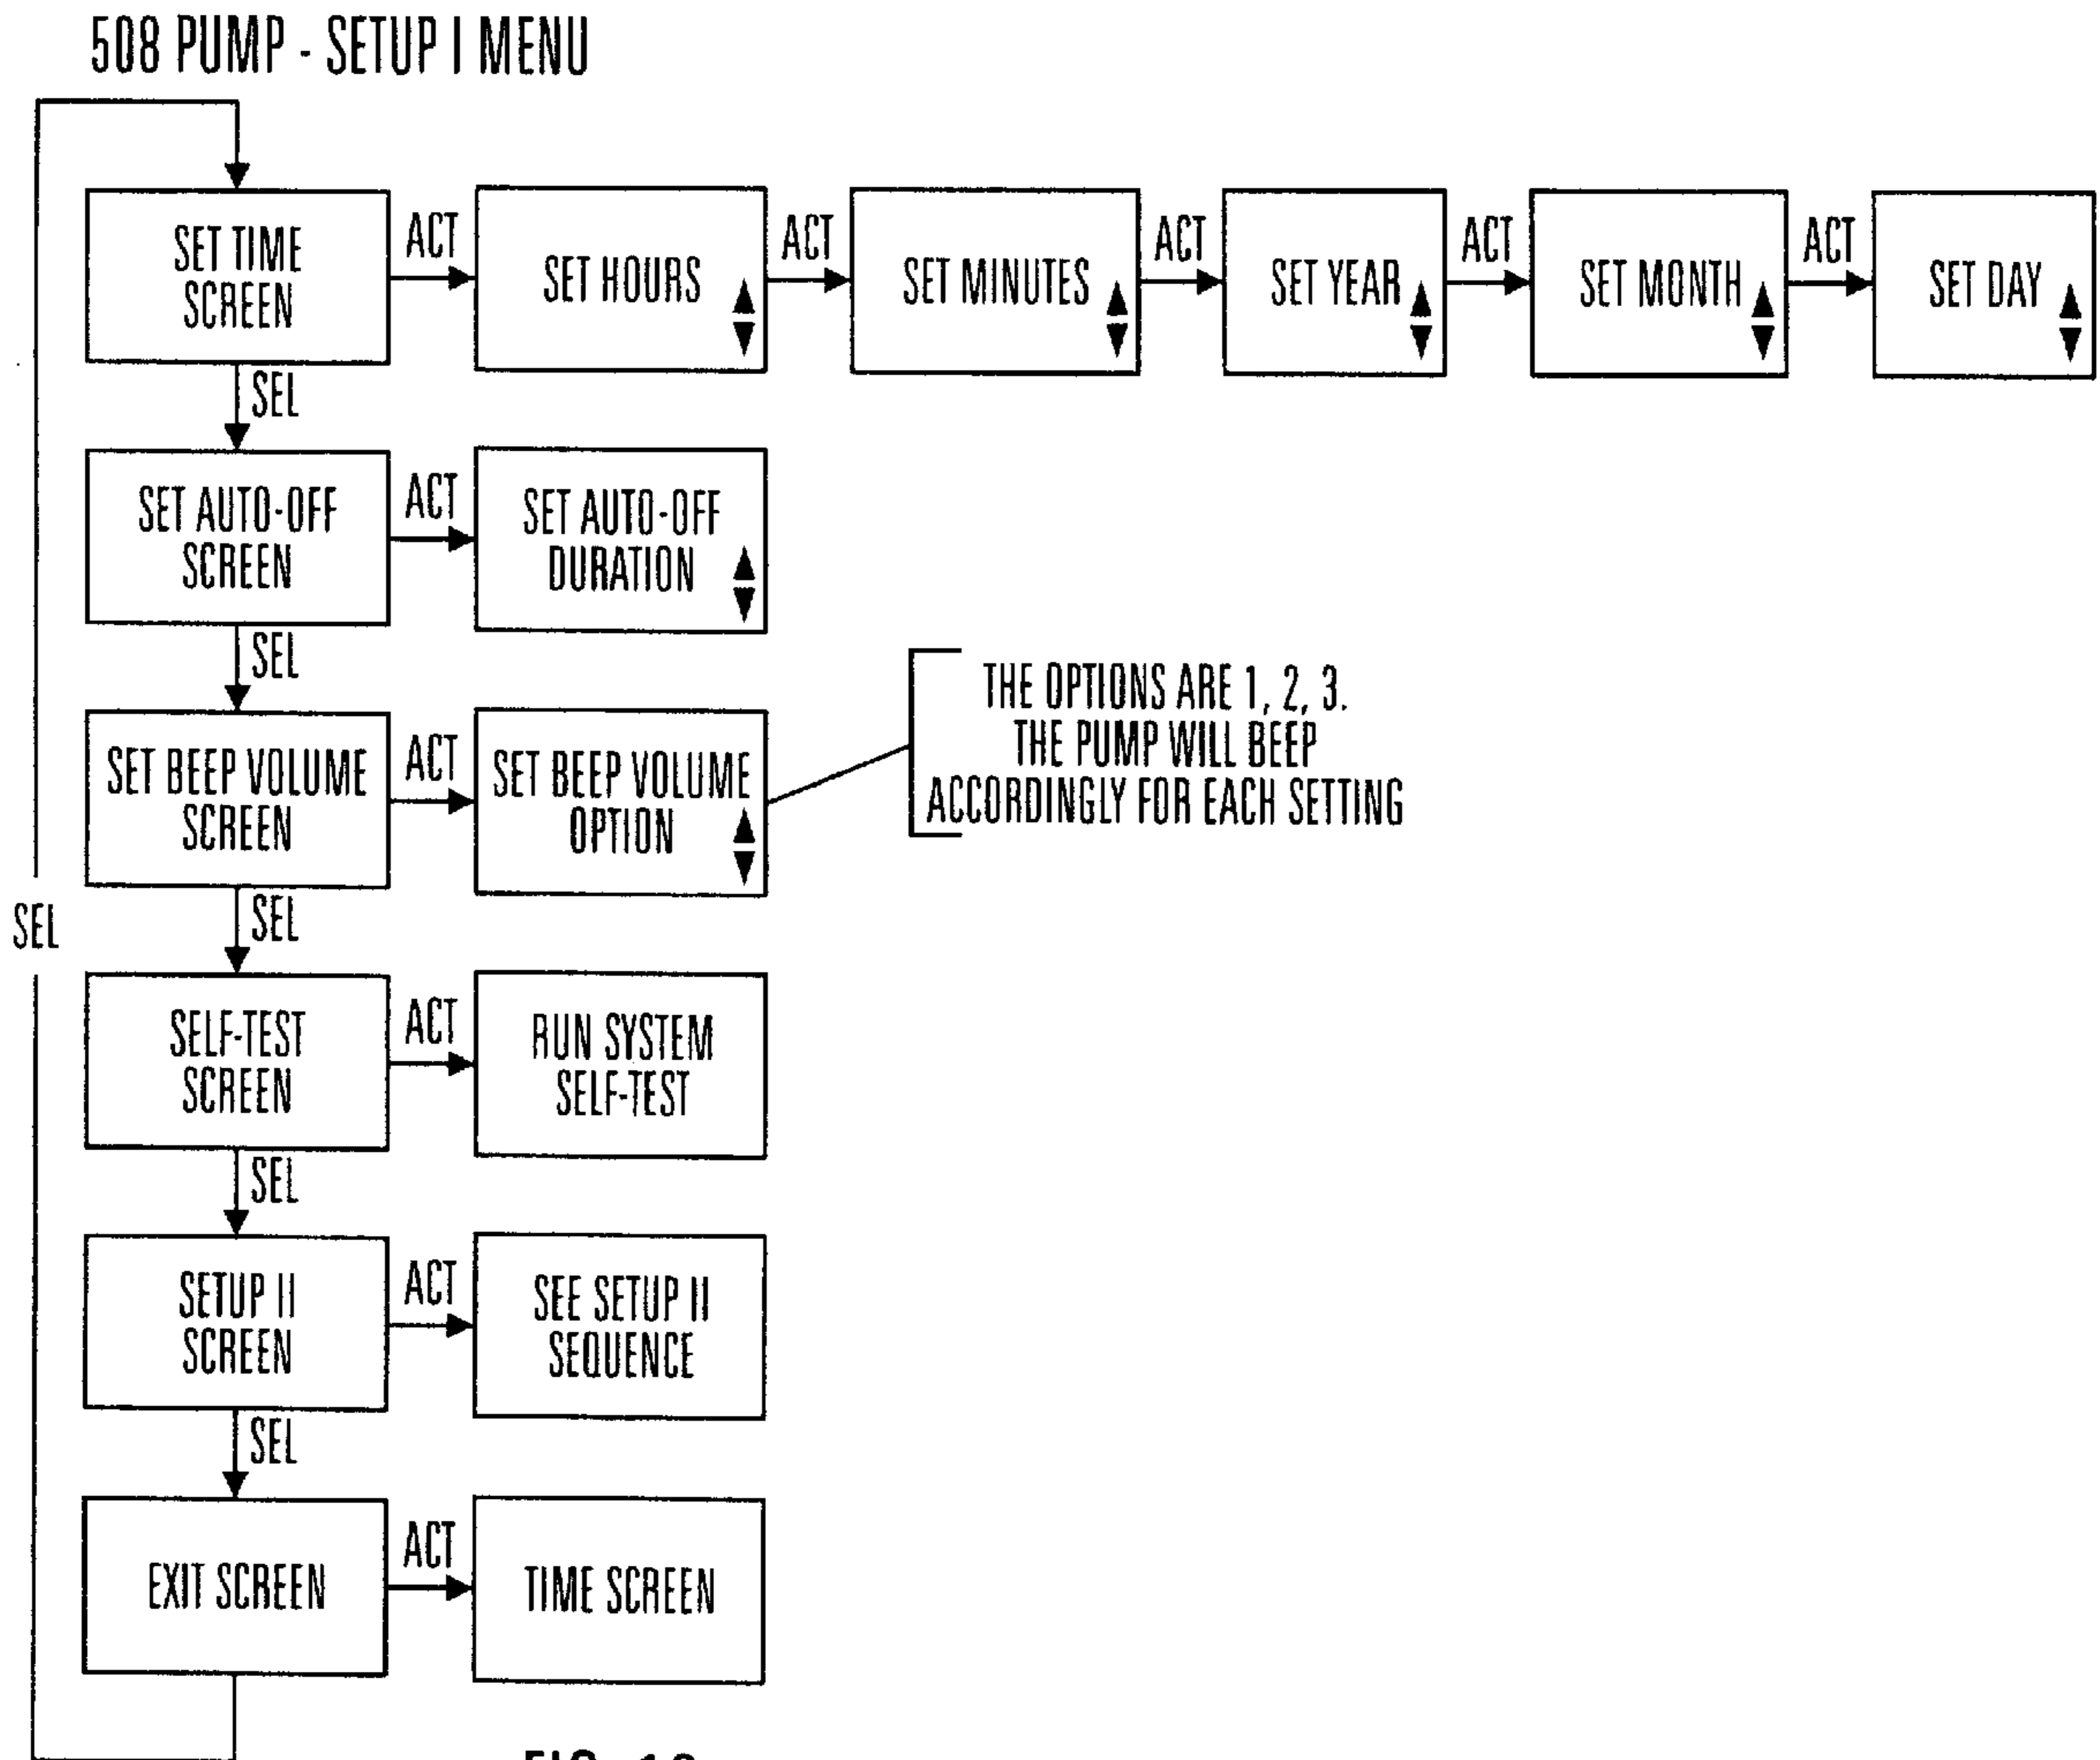 508 PUMP - SETUP I MENU
SET TIME
SCREEN
ACT
SET HOURS
ACT
SET MINUTES
ACT
SET YEAR
ACT
SET MONTH
ACT
SET DAY
SEL
SET AUTO-OFF
SCREEN
ACT
SET AUTO-OFF
DURATION
SEL
SET BEEP VOLUME
SCREEN
ACT
SET BEEP VOLUME
OPTION
THE OPTIONS ARE 1, 2, 3.
THE PUMP WILL BEEP
ACCORDINGLY FOR EACH SETTING
SEL
SEL
SELF-TEST
SCREEN
ACT
RUN SYSTEM
SELF-TEST
SEL
SETUP II
SCREEN
ACT
SEE SETUP II
SEQUENCE
SEL
EXIT SCREEN
ACT
TIME SCREEN